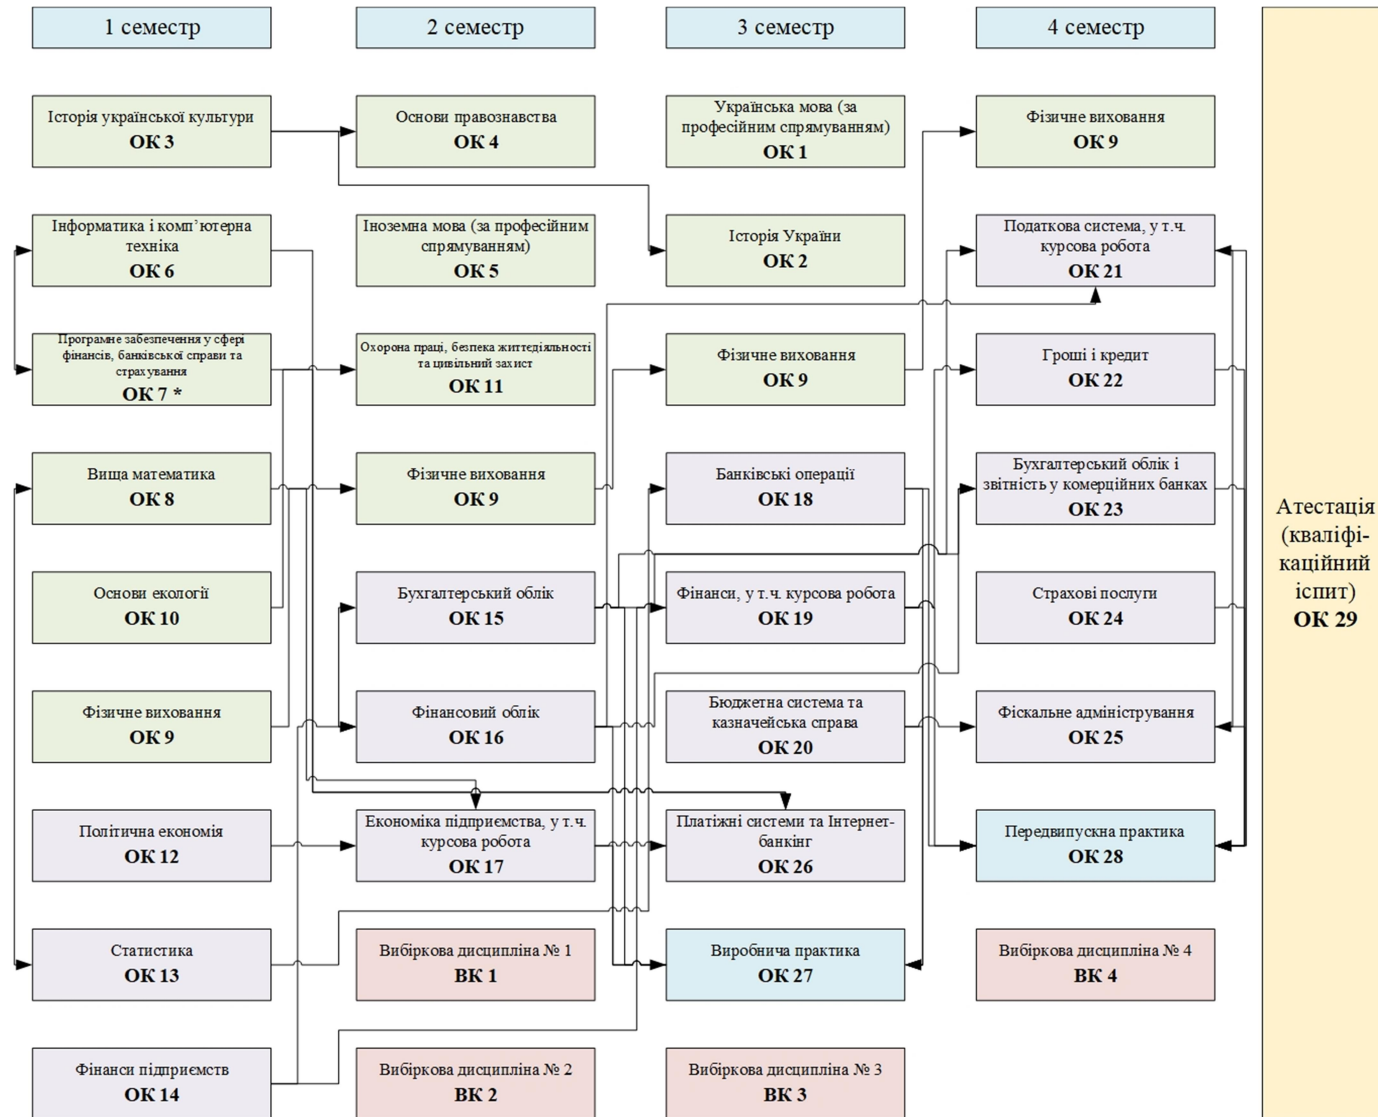 1 семестр
2 семестр
3 семестр
4 семестр
Історія української культури
ОК 3
Основи правознавства
ОК 4
Українська мова (за
професійним спрямуванням)
ОК 1
Фізичне виховання
ОК 9
Інформатика і комп’ютерна
техніка
ОК 6
Іноземна мова (за професійним
спрямуванням)
ОК 5
Історія України
ОК 2
Податкова система, у т.ч.
курсова робота
ОК 21
Програмне забезпечення у сфері
фінансів, банківської справи та
страхування
ОК 7 *
Охорона праці, безпека життєдіяльності
та цивільний захист
ОК 11
Фізичне виховання
ОК 9
Гроші і кредит
ОК 22
Вища математика
ОК 8
Фізичне виховання
ОК 9
Банківські операції
ОК 18
Бухгалтерський облік і
звітність у комерційних банках
ОК 23
Основи екології
ОК 10
Бухгалтерський облік
ОК 15
Фінанси, у т.ч. курсова робота
ОК 19
Страхові послуги
ОК 24
Фізичне виховання
ОК 9
Фінансовий облік
ОК 16
Бюджетна система та
казначейська справа
ОК 20
Фіскальне адміністрування
ОК 25
Політична економія
ОК 12
Економіка підприємства, у т.ч.
курсова робота
ОК 17
Платіжні системи та Інтернет-
банкінг
ОК 26
Передвипускна практика
ОК 28
Статистика
ОК 13
Вибіркова дисципліна № 1
ВК 1
Виробнича практика
ОК 27
Вибіркова дисципліна № 4
ВК 4
Фінанси підприємств
ОК 14
Вибіркова дисципліна № 2
ВК 2
Вибіркова дисципліна № 3
ВК 3
Атестація
(кваліфі-
каційний
іспит)
ОК 29